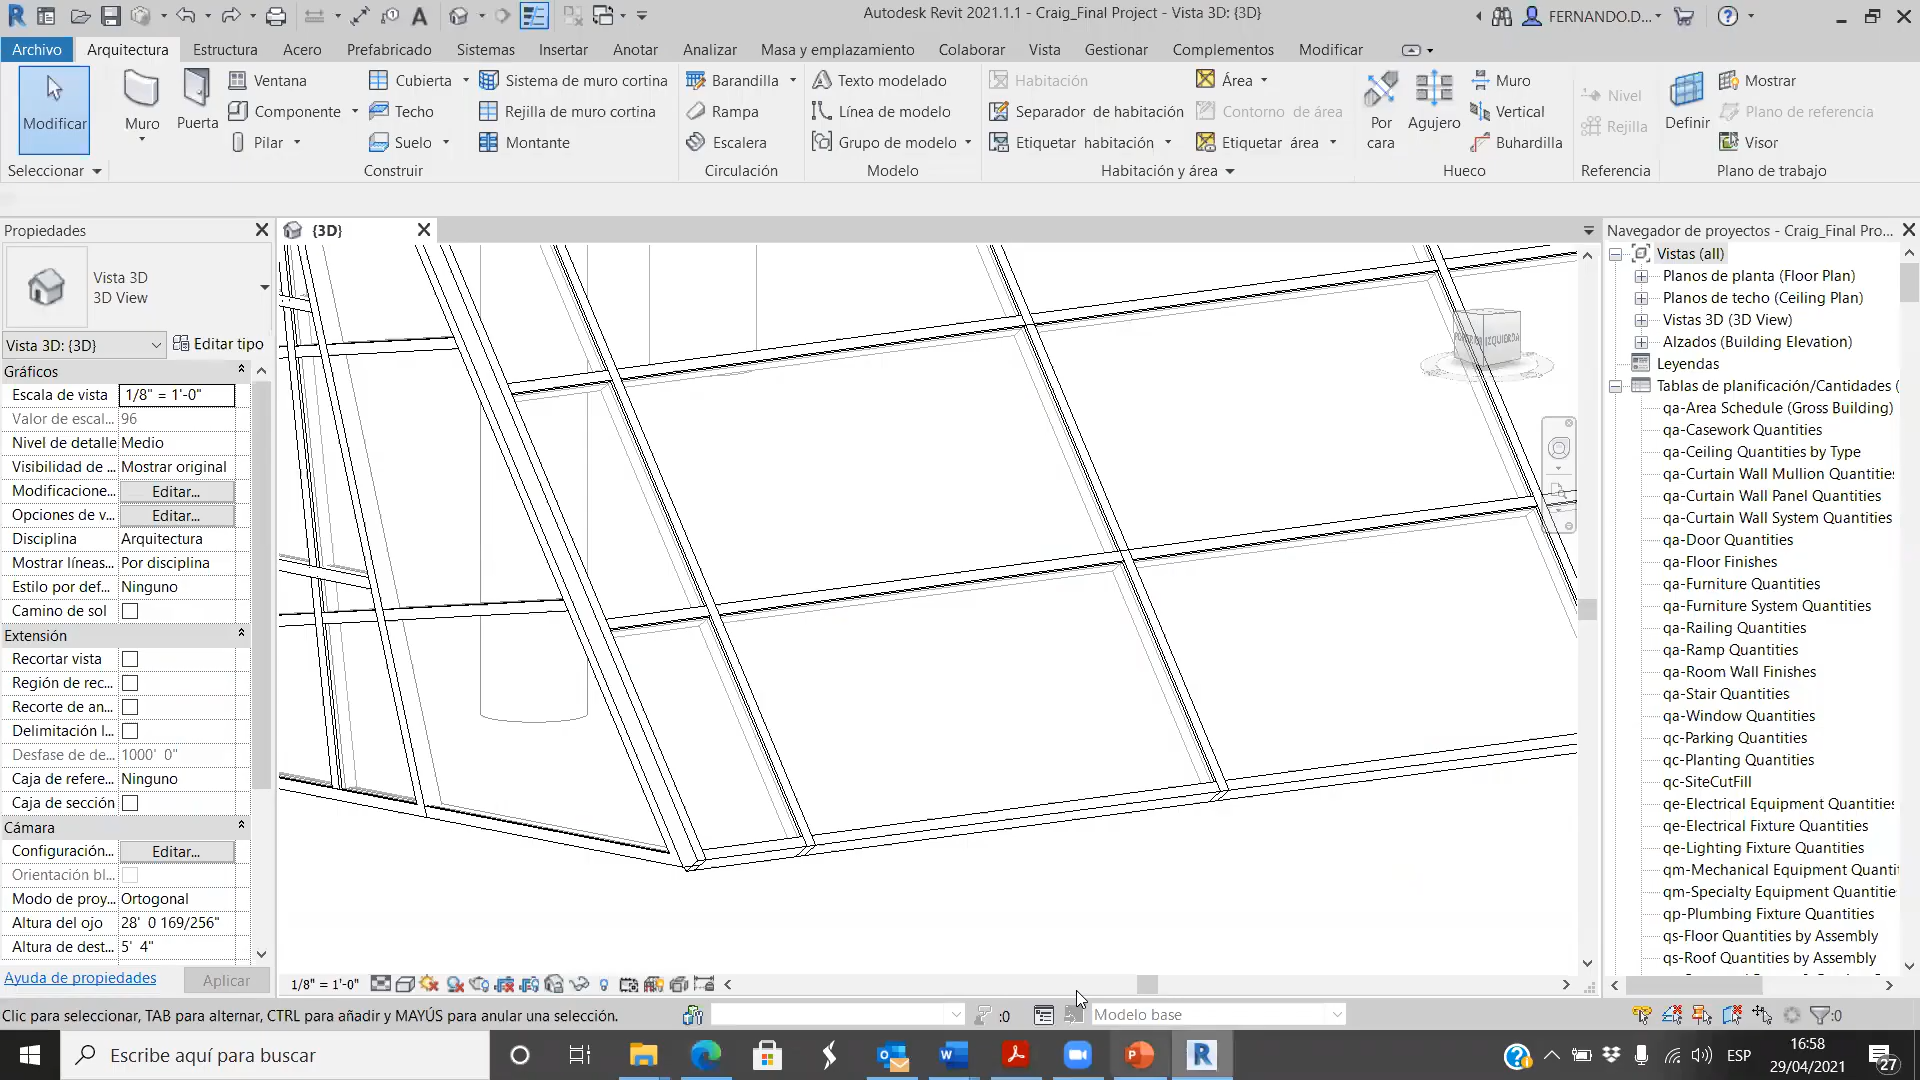 Autodesk Revit 2021.1.1 - Craig_Final Project - Vista 3D: {3D}
FERNANDO.D...
Archivo Arquitectura Estructura Acero Prefabricado Sistemas Insertar Anotar Analizar Masa y emplazamiento Colaborar Vista Gestionar Complementos Modificar
Modificar
Muro
Puerta
Ventana
Componente
Pilar
Cubierta
Techo
Suelo
Sistema de muro cortina
Rejilla de muro cortina
Montante
Barandilla
Rampa
Escalera
Texto modelado
Línea de modelo
Grupo de modelo
Habitación
Separador de habitación
Etiquetar habitación
Área
Contorno de área
Etiquetar área
Por cara
Agujero
Muro
Vertical
Buhardilla
Nivel
Rejilla
Definir
Mostrar
Plano de referencia
Visor
Seleccionar Construir Circulación Modelo Habitación y área Hueco Referencia Plano de trabajo
Propiedades
Vista 3D
3D View
Vista 3D: {3D} Editar tipo
Gráficos
Escala de vista 1/8" = 1'-0"
Valor de escal... 96
Nivel de detalle Medio
Visibilidad de ... Mostrar original
Modificacione... Editar...
Opciones de v... Editar...
Disciplina Arquitectura
Mostrar líneas... Por disciplina
Estilo por def... Ninguno
Camino de sol
Extensión
Recortar vista
Región de rec...
Recorte de an...
Delimitación l...
Desfase de de... 1000' 0"
Caja de refere... Ninguno
Caja de sección
Cámara
Configuración... Editar...
Orientación bl...
Modo de proy... Ortogonal
Altura del ojo 28' 0 169/256"
Altura de dest... 5' 4"
Ayuda de propiedades Aplicar
{3D}
IZQUIERDA
1/8" = 1'-0"
Navegador de proyectos - Craig_Final Pro...
Vistas (all)
Planos de planta (Floor Plan)
Planos de techo (Ceiling Plan)
Vistas 3D (3D View)
Alzados (Building Elevation)
Leyendas
Tablas de planificación/Cantidades (
qa-Area Schedule (Gross Building)
qa-Casework Quantities
qa-Ceiling Quantities by Type
qa-Curtain Wall Mullion Quantities
qa-Curtain Wall Panel Quantities
qa-Curtain Wall System Quantities
qa-Door Quantities
qa-Floor Finishes
qa-Furniture Quantities
qa-Furniture System Quantities
qa-Railing Quantities
qa-Ramp Quantities
qa-Room Wall Finishes
qa-Stair Quantities
qa-Window Quantities
qc-Parking Quantities
qc-Planting Quantities
qc-SiteCutFill
qe-Electrical Equipment Quantities
qe-Electrical Fixture Quantities
qe-Lighting Fixture Quantities
qm-Mechanical Equipment Quanti
qm-Specialty Equipment Quantitie
qp-Plumbing Fixture Quantities
qs-Floor Quantities by Assembly
qs-Roof Quantities by Assembly
Clic para seleccionar, TAB para alternar, CTRL para añadir y MAYÚS para anular una selección.
:0
Modelo base
:0
Escribe aquí para buscar
ESP
16:58
29/04/2021
27